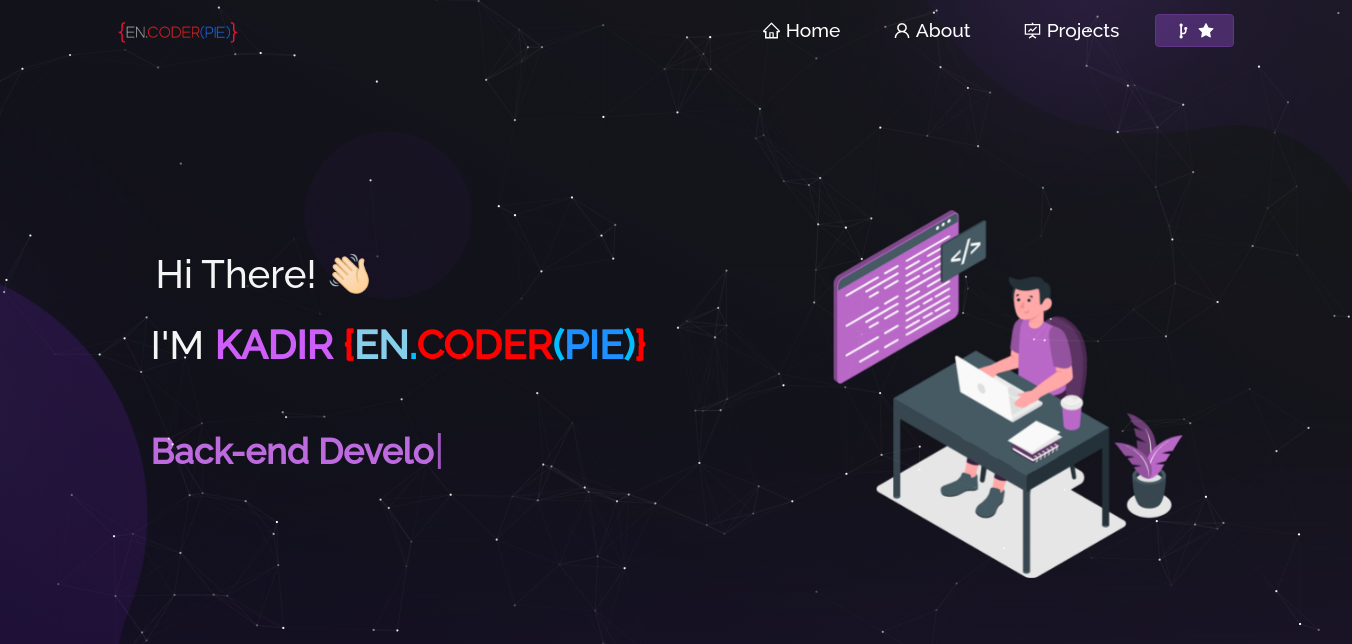 {EN.CODER(PIE)}
Home About Projects
Hi There! 👋🏻
</>
I'M KADIR {EN.CODER(PIE)}
Back-end Develo|